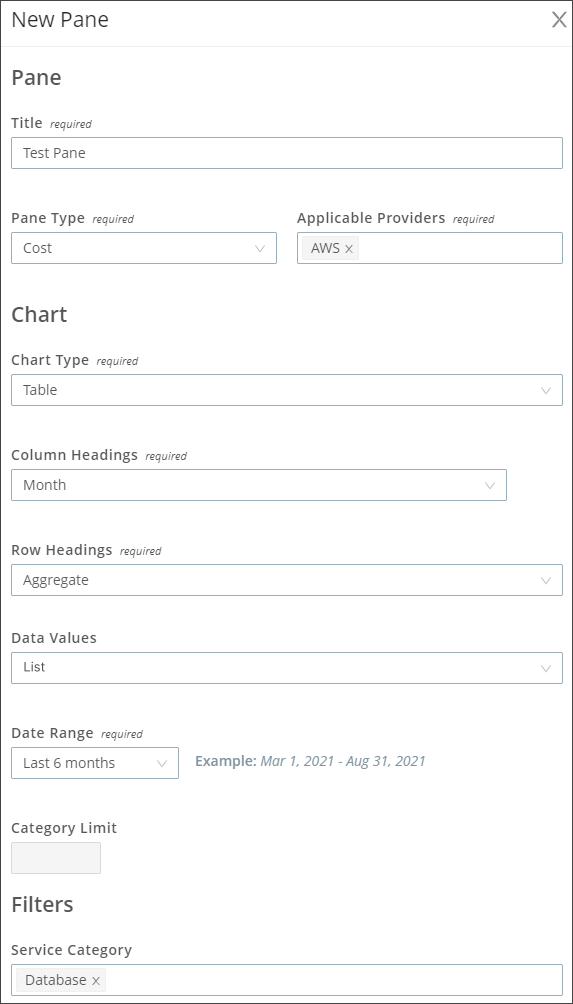 New Pane X
Pane
Title required
Test Pane
Pane Type required Applicable Providers required
Cost AWS x
Chart
Chart Type required
Table
Column Headings required
Month
Row Headings required
Aggregate
Data Values
List
Date Range required
Last 6 months Example: Mar 1, 2021 - Aug 31, 2021
Category Limit
Filters
Service Category
Database x